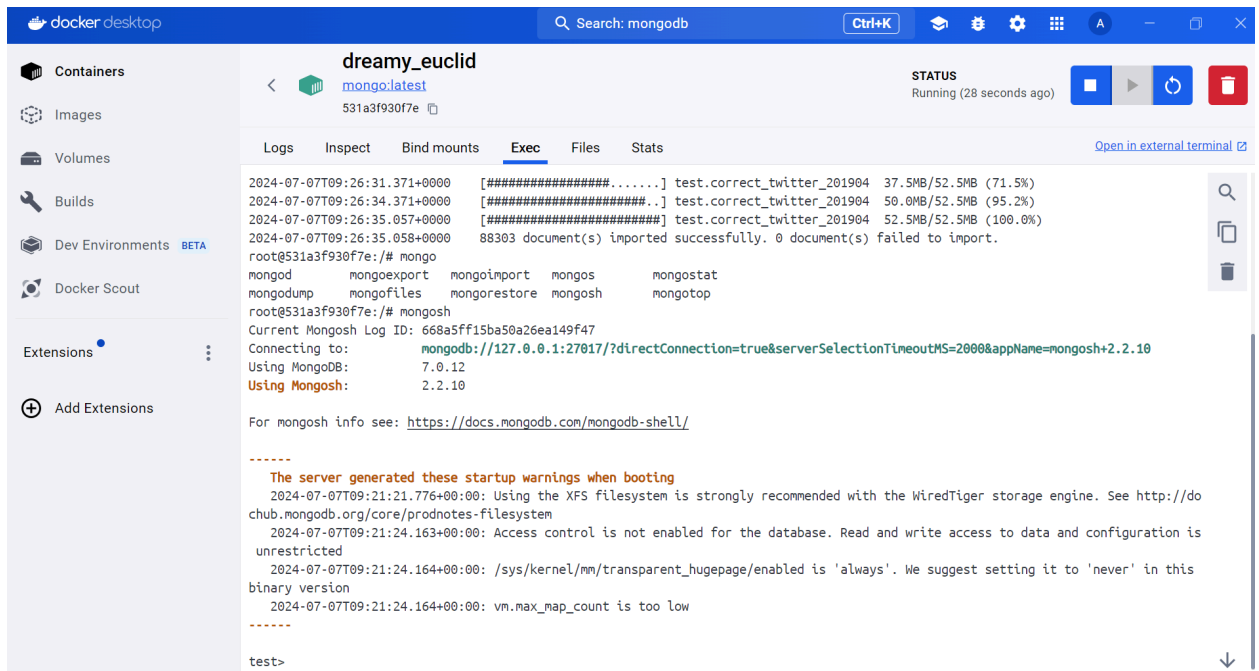 docker desktop
Search: mongodb
Ctrl+K
A
Containers
Images
Volumes
Builds
Dev Environments BETA
Docker Scout
Extensions
Add Extensions
dreamy_euclid
mongo:latest
531a3f930f7e
STATUS
Running (28 seconds ago)
Logs Inspect Bind mounts Exec Files Stats
Open in external terminal
2024-07-07T09:26:31.371+0000 [#################.......] test.correct_twitter_201904 37.5MB/52.5MB (71.5%)
2024-07-07T09:26:34.371+0000 [######################..] test.correct_twitter_201904 50.0MB/52.5MB (95.2%)
2024-07-07T09:26:35.057+0000 [########################] test.correct_twitter_201904 52.5MB/52.5MB (100.0%)
2024-07-07T09:26:35.058+0000 88303 document(s) imported successfully. 0 document(s) failed to import.
root@531a3f930f7e:/# mongo
mongod mongoexport mongoimport mongos mongostat
mongodump mongofiles mongorestore mongosh mongotop
root@531a3f930f7e:/# mongosh
Current Mongosh Log ID: 668a5ff15ba50a26ea149f47
Connecting to: mongodb://127.0.0.1:27017/?directConnection=true&serverSelectionTimeoutMS=2000&appName=mongosh+2.2.10
Using MongoDB: 7.0.12
Using Mongosh: 2.2.10
For mongosh info see: https://docs.mongodb.com/mongodb-shell/
------
The server generated these startup warnings when booting
2024-07-07T09:21:21.776+00:00: Using the XFS filesystem is strongly recommended with the WiredTiger storage engine. See http://do
chub.mongodb.org/core/prodnotes-filesystem
2024-07-07T09:21:24.163+00:00: Access control is not enabled for the database. Read and write access to data and configuration is
unrestricted
2024-07-07T09:21:24.164+00:00: /sys/kernel/mm/transparent_hugepage/enabled is 'always'. We suggest setting it to 'never' in this
binary version
2024-07-07T09:21:24.164+00:00: vm.max_map_count is too low
------
test>